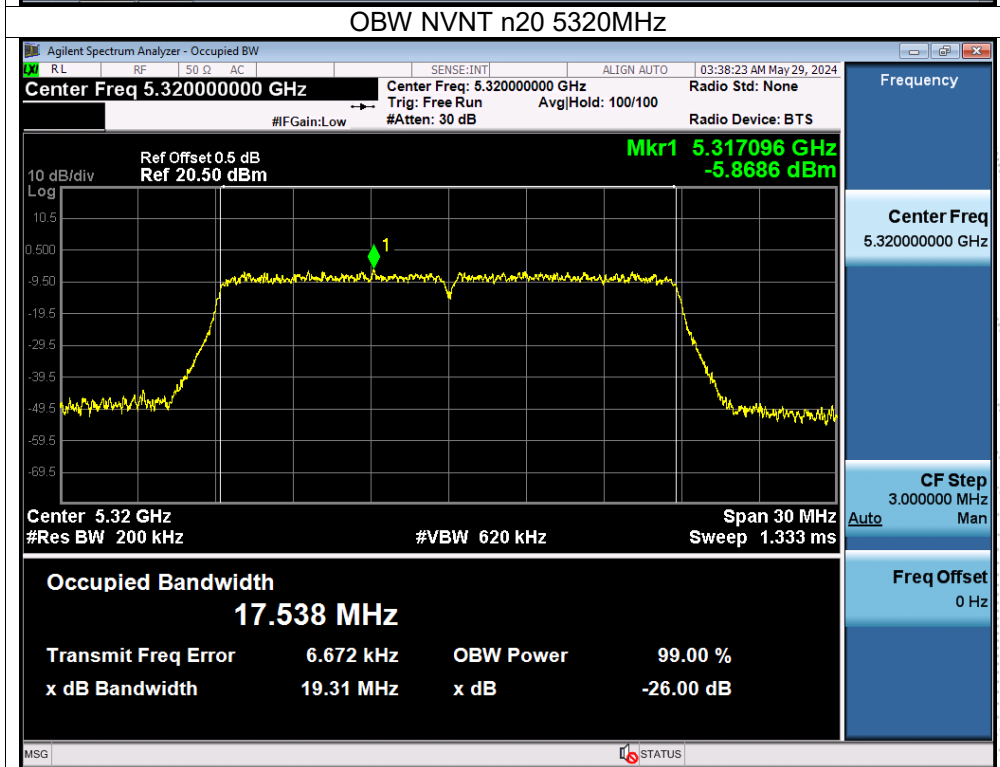 OBW NVNT n20 5320MHz
Agilent Spectrum Analyzer - Occupied BW
LXI RL RF 50 Ω AC SENSE:INT ALIGN AUTO 03:38:23 AM May 29, 2024
Center Freq 5.320000000 GHz Center Freq: 5.320000000 GHz Radio Std: None
Trig: Free Run Avg|Hold: 100/100
#IFGain:Low #Atten: 30 dB Radio Device: BTS
Frequency
Mkr1 5.317096 GHz
-5.8686 dBm
Ref Offset 0.5 dB
10 dB/div Ref 20.50 dBm
Log
10.5
0.500
-9.50
-19.5
-29.5
-39.5
-49.5
-59.5
-69.5
1
Center 5.32 GHz Span 30 MHz
#Res BW 200 kHz #VBW 620 kHz Sweep 1.333 ms
Center Freq
5.320000000 GHz
CF Step
3.000000 MHz
Auto Man
Freq Offset
0 Hz
Occupied Bandwidth
17.538 MHz
Transmit Freq Error 6.672 kHz OBW Power 99.00 %
x dB Bandwidth 19.31 MHz x dB -26.00 dB
MSG STATUS